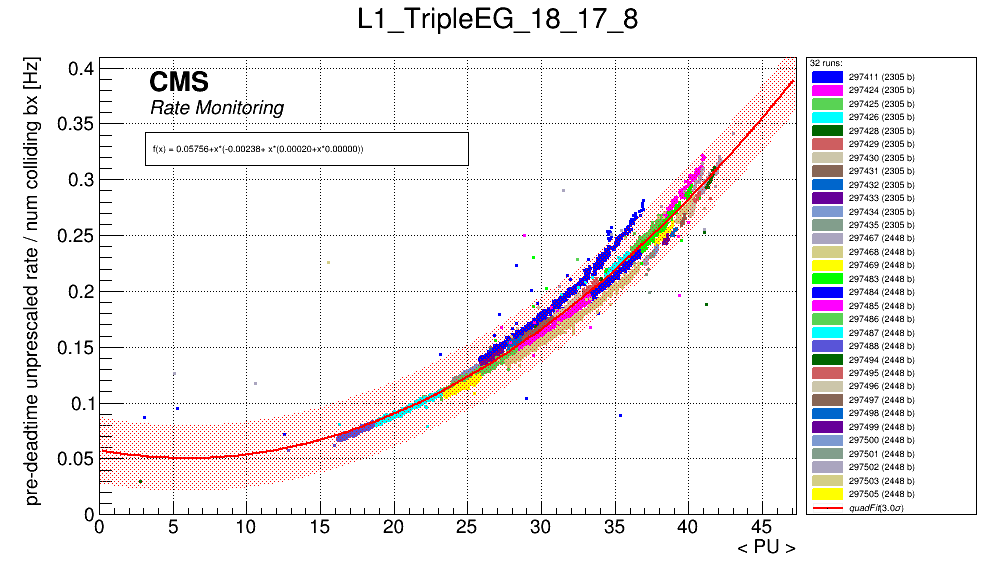 L1_TripleEG_18_17_8
pre-deadtime unprescaled rate / num colliding bx [Hz]
CMS
Rate Monitoring
f(x) = 0.05756+x*(-0.00238+ x*(0.00020+x*0.00000))
0.4
0.35
0.3
0.25
0.2
0.15
0.1
0.05
0
0 5 10 15 20 25 30 35 40 45
< PU >
32 runs:
297411 (2305 b)
297424 (2305 b)
297425 (2305 b)
297426 (2305 b)
297428 (2305 b)
297429 (2305 b)
297430 (2305 b)
297431 (2305 b)
297432 (2305 b)
297433 (2305 b)
297434 (2305 b)
297435 (2305 b)
297467 (2448 b)
297468 (2448 b)
297469 (2448 b)
297483 (2448 b)
297484 (2448 b)
297485 (2448 b)
297486 (2448 b)
297487 (2448 b)
297488 (2448 b)
297494 (2448 b)
297495 (2448 b)
297496 (2448 b)
297497 (2448 b)
297498 (2448 b)
297499 (2448 b)
297500 (2448 b)
297501 (2448 b)
297502 (2448 b)
297503 (2448 b)
297505 (2448 b)
quadFit(3.0σ)